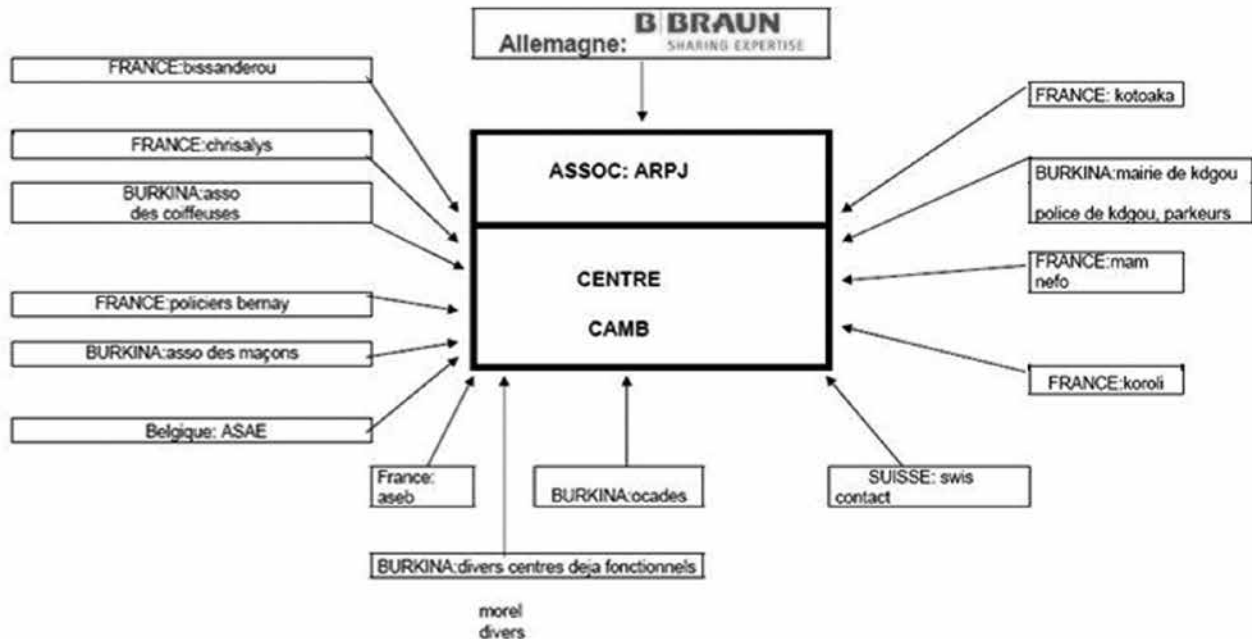 B BRAUN
SHARING EXPERTISE
Allemagne:
FRANCE:bissanderou
FRANCE:chrisalys
BURKINA:asso
des coiffeuses
FRANCE:policiers bernay
BURKINA:asso des maçons
Belgique: ASAE
ASSOC: ARPJ
CENTRE
CAMB
FRANCE: kotoaka
BURKINA:mairie de kdgou
police de kdgou, parkeurs
FRANCE:mam
nefo
FRANCE:koroli
France:
aseb
BURKINA:ocades
SUISSE: swis
contact
BURKINA:divers centres deja fonctionnels
morel
divers